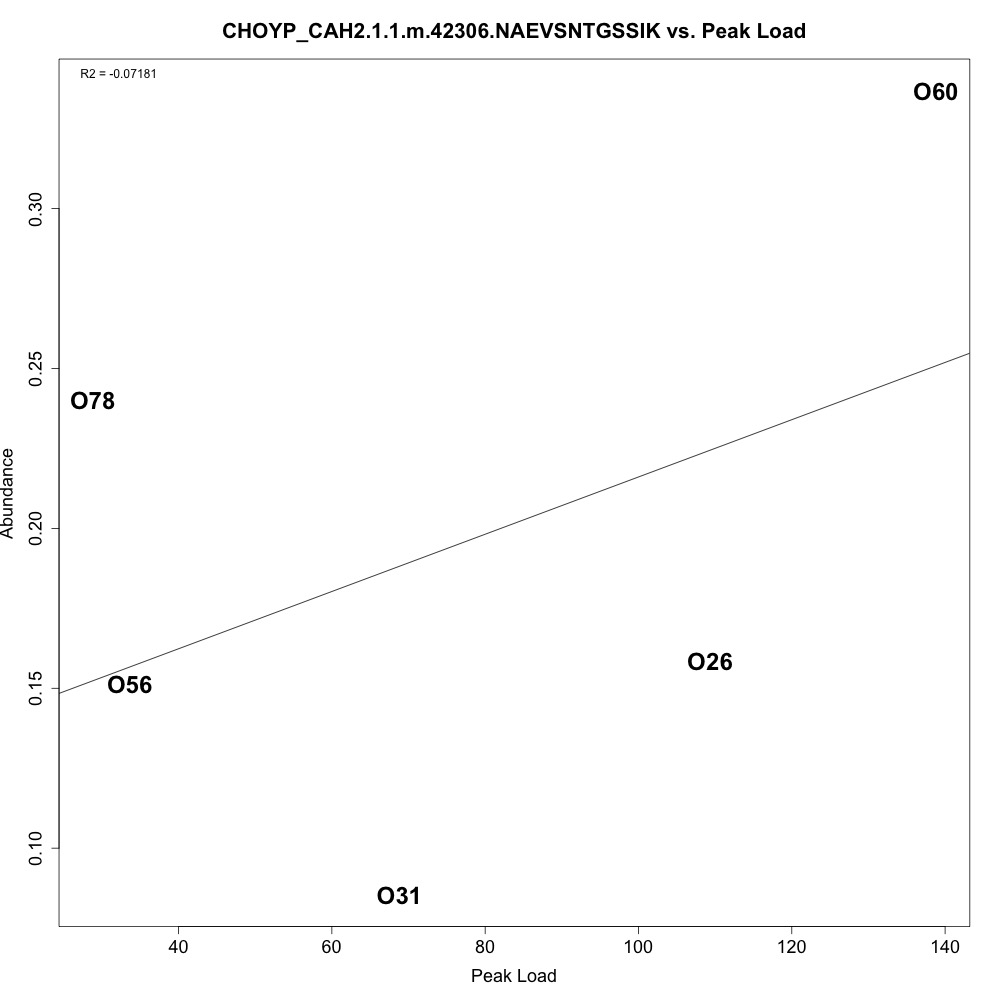 CHOYP_CAH2.1.1.m.42306.NAEVSNTGSSIK vs. Peak Load
R2 = -0.07181
O60
0.30
0.25
O78
Abundance
0.20
O26
O56
0.15
0.10
O31
40 60 80 100 120 140
Peak Load